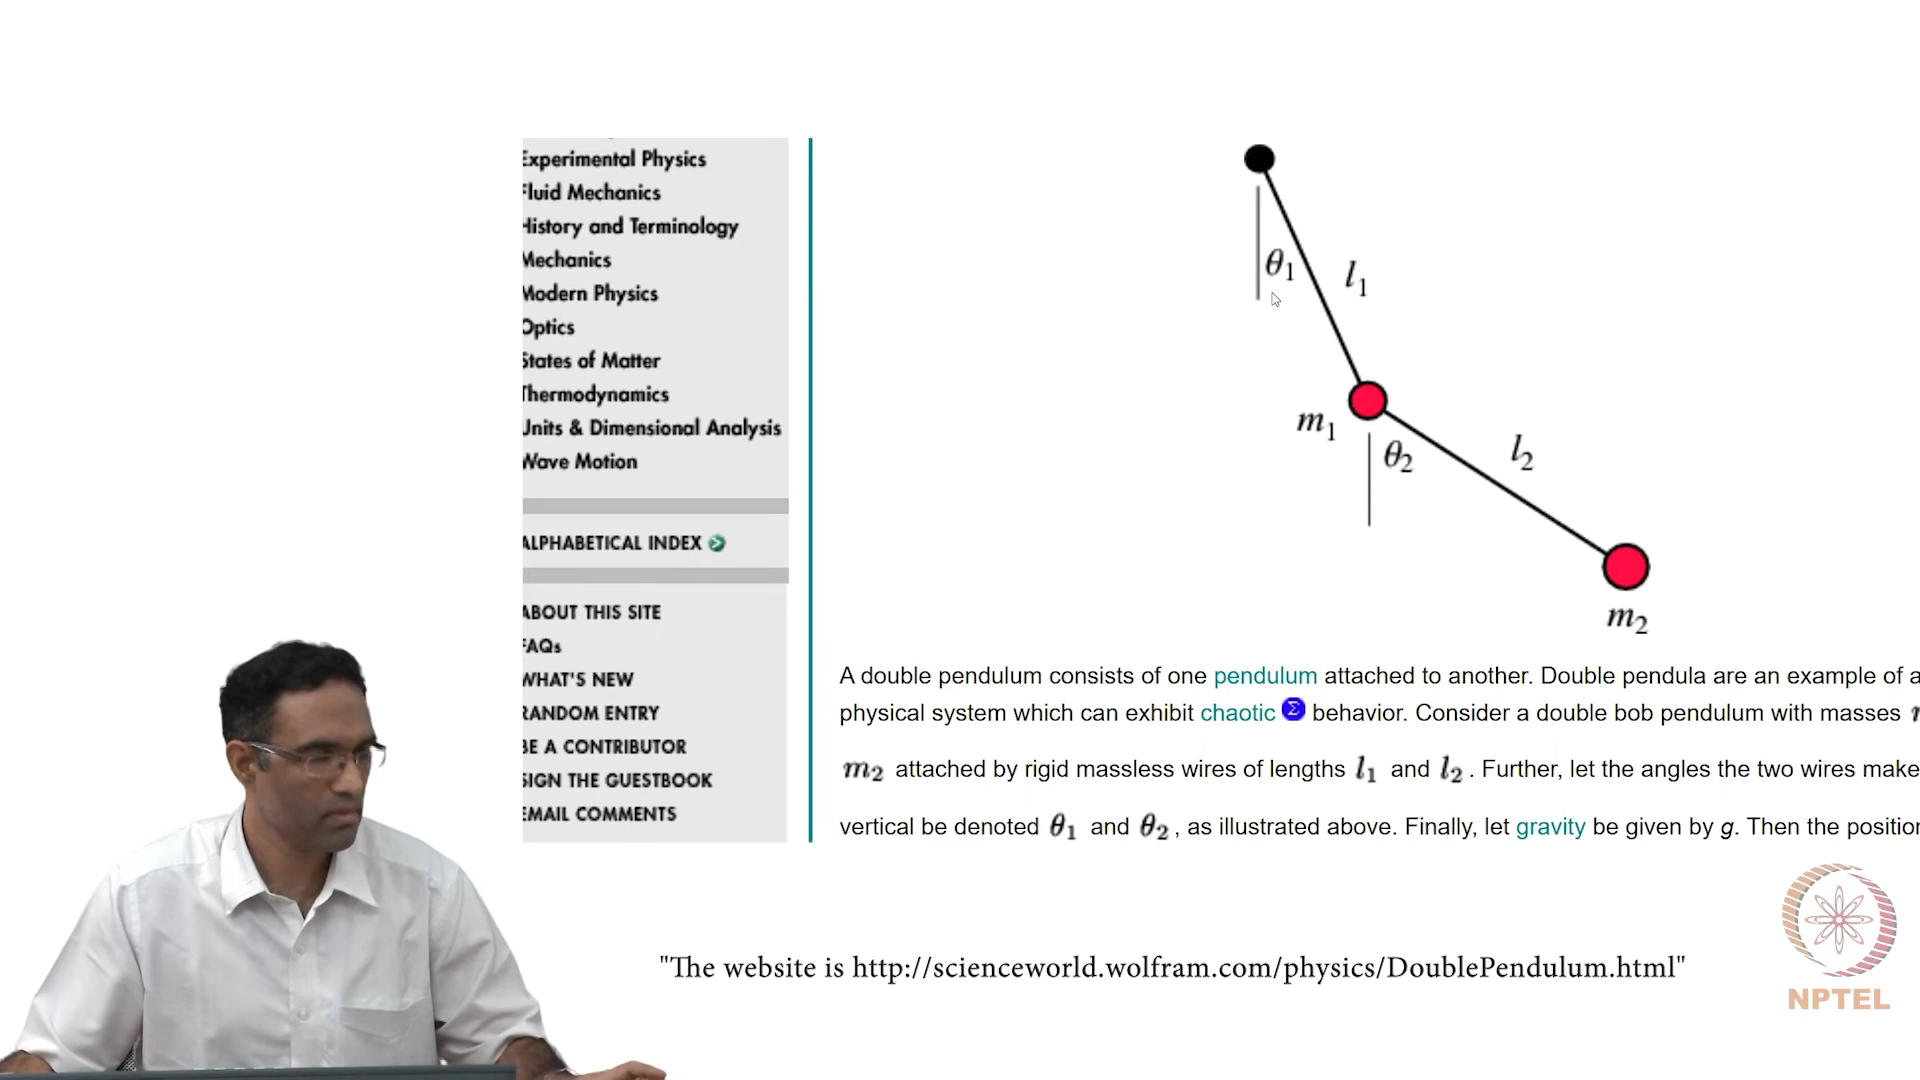 Experimental Physics
Fluid Mechanics
History and Terminology
Mechanics
Modern Physics
Optics
States of Matter
Thermodynamics
Units & Dimensional Analysis
Wave Motion
ALPHABETICAL INDEX
ABOUT THIS SITE
FAQs
WHAT'S NEW
RANDOM ENTRY
BE A CONTRIBUTOR
SIGN THE GUESTBOOK
EMAIL COMMENTS
θ1
l1
m1
θ2
l2
m2
A double pendulum consists of one pendulum attached to another. Double pendula are an example of a
physical system which can exhibit chaotic Σ behavior. Consider a double bob pendulum with masses
m2 attached by rigid massless wires of lengths l1 and l2. Further, let the angles the two wires make
vertical be denoted θ1 and θ2, as illustrated above. Finally, let gravity be given by g. Then the position
"The website is http://scienceworld.wolfram.com/physics/DoublePendulum.html"
NPTEL